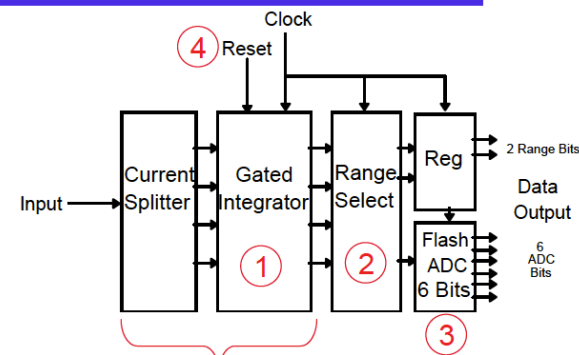 Clock
4
Reset
Input
Current
Splitter
Gated
Integrator
1
Range
Select
2
Reg
2 Range Bits
Data
Output
Flash
ADC
6 Bits
3
6
ADC
Bits